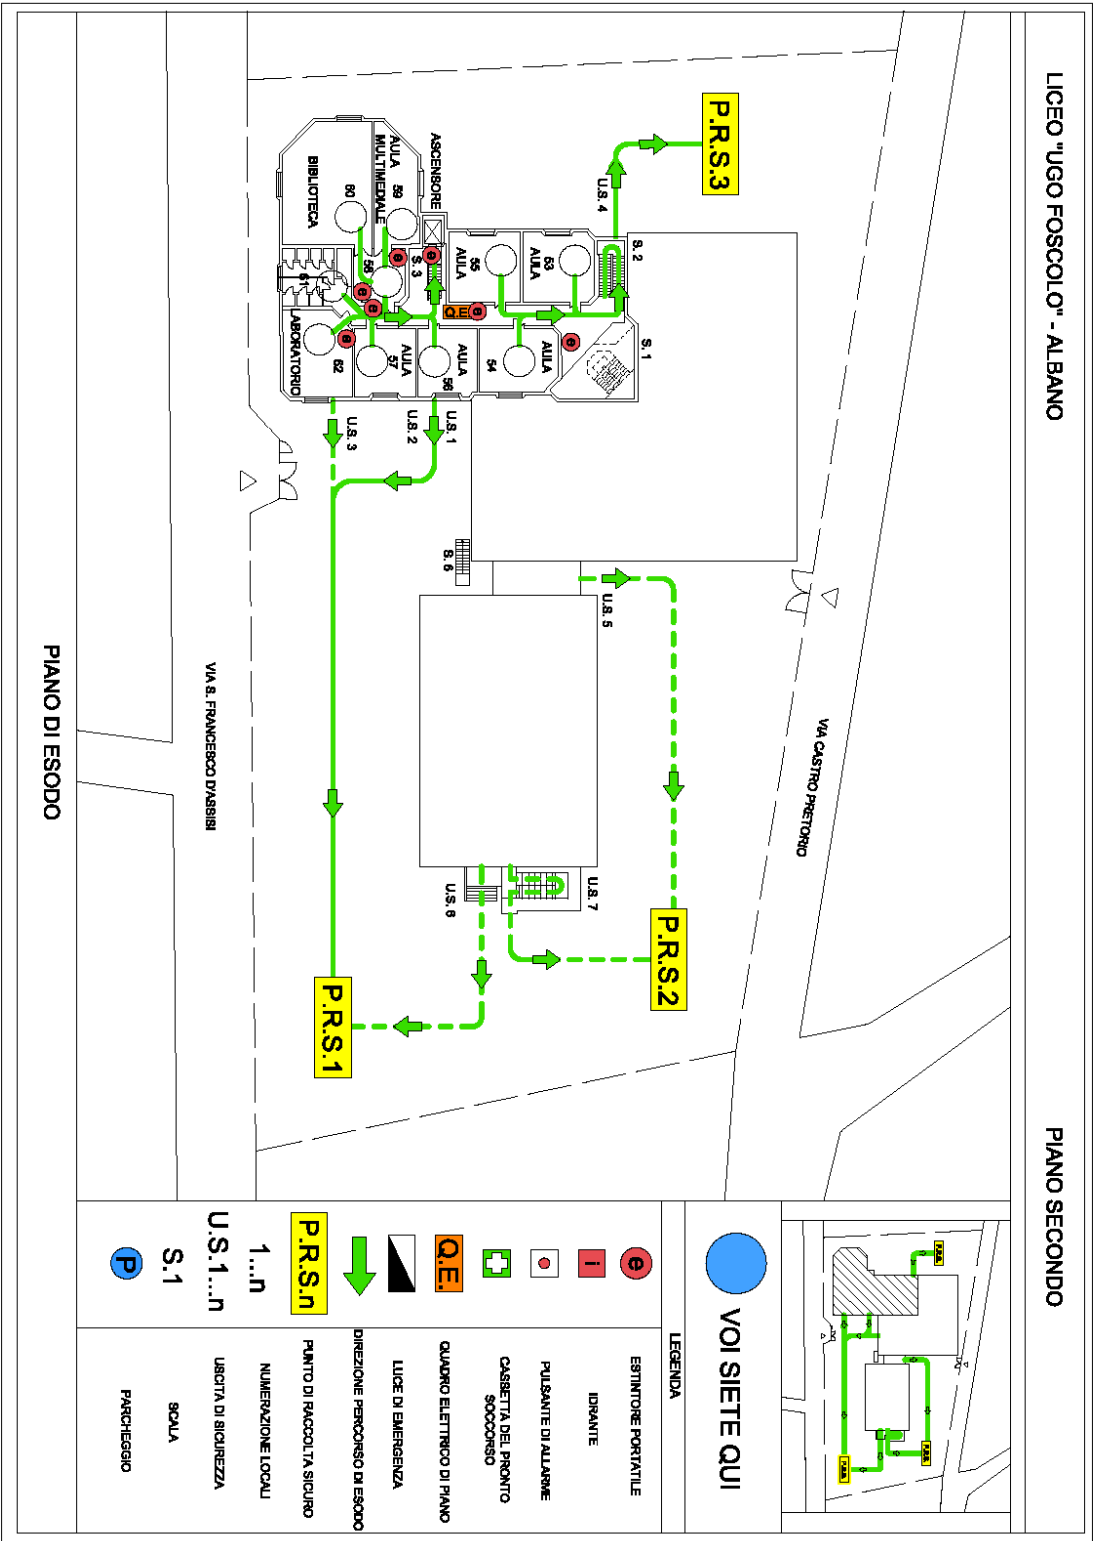 LICEO "UGO FOSCOLO" - ALBANO
PIANO SECONDO
P.R.S.3
U.S. 4
ASCENSORE
AULA
MULTIMEDIALE
59
BIBLIOTECA
60
58
61
S. 3
55
AULA
53
AULA
S. 2
S. 1
Q.E.
e
e
e
e
e
e
e
LABORATORIO
62
AULA
57
AULA
56
AULA
54
U.S. 1
U.S. 2
U.S. 3
S. 6
U.S. 5
VIA CASTRO PRETORIO
VIA S. FRANCESCO D'ASSISI
U.S. 7
U.S. 6
P.R.S.2
P.R.S.1
VOI SIETE QUI
LEGENDA
e
ESTINTORE PORTATILE
i
IDRANTE
PULSANTE DI ALLARME
CASSETTA DEL PRONTO
SOCCORSO
Q.E.
QUADRO ELETTRICO DI PIANO
LUCE DI EMERGENZA
DIREZIONE PERCORSO DI ESODO
P.R.S.n
PUNTO DI RACCOLTA SICURO
1...n
NUMERAZIONE LOCALI
U.S.1...n
USCITA DI SICUREZZA
S.1
SCALA
P
PARCHEGGIO
PIANO DI ESODO